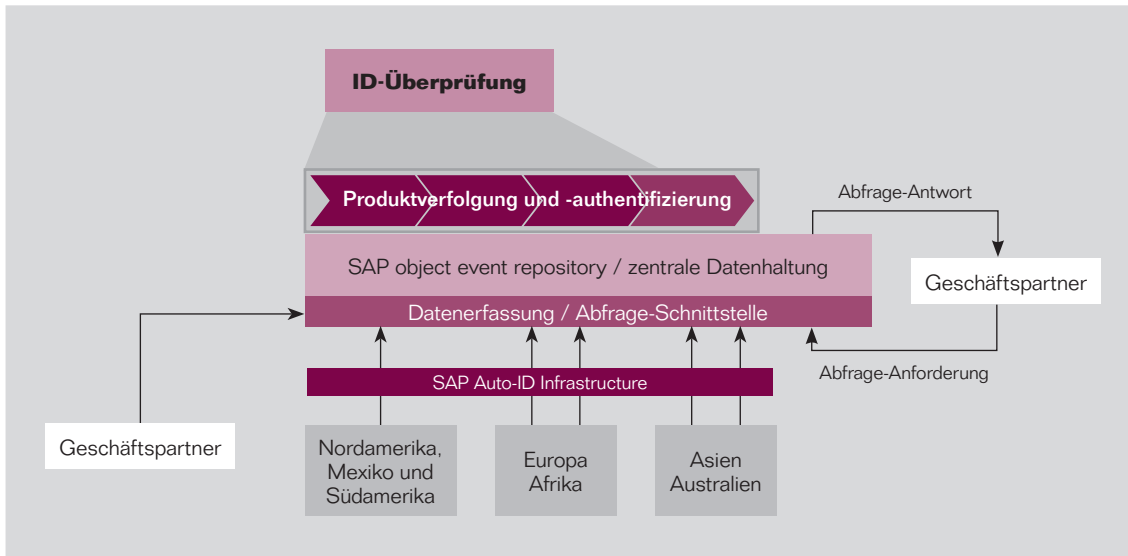 ID-Überprüfung
Produktverfolgung und -authentifizierung
Abfrage-Antwort
SAP object event repository / zentrale Datenhaltung
Geschäftspartner
Datenerfassung / Abfrage-Schnittstelle
Abfrage-Anforderung
SAP Auto-ID Infrastructure
Geschäftspartner
Nordamerika,
Mexiko und
Südamerika
Europa
Afrika
Asien
Australien